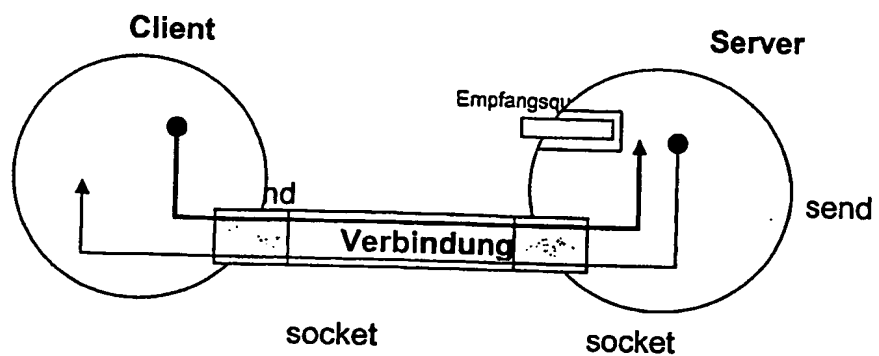 Client
Server
Empfangsqu
nd
send
Verbindung
socket
socket